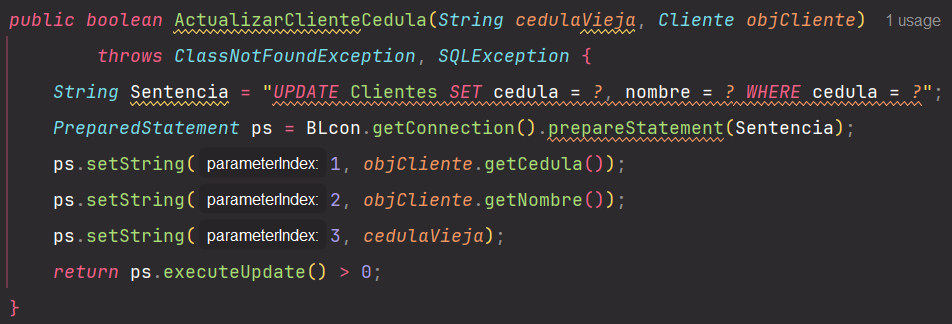 public boolean ActualizarClienteCedula(String cedulaVieja, Cliente objCliente) 1 usage
throws ClassNotFoundException, SQLException {
String Sentencia = "UPDATE Clientes SET cedula = ?, nombre = ? WHERE cedula = ?";
PreparedStatement ps = BLcon.getConnection().prepareStatement(Sentencia);
ps.setString( parameterIndex: 1, objCliente.getCedula());
ps.setString( parameterIndex: 2, objCliente.getNombre());
ps.setString( parameterIndex: 3, cedulaVieja);
return ps.executeUpdate() > 0;
}